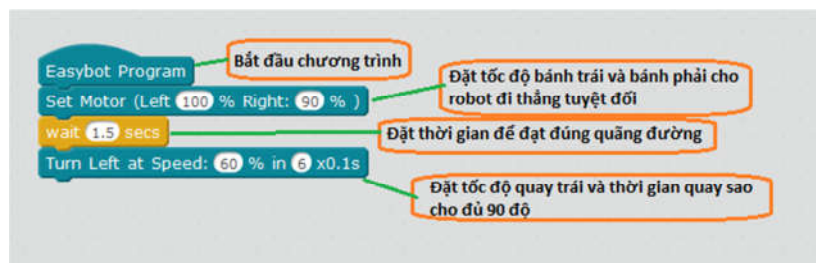 Easybot Program
Bắt đầu chương trình
Set Motor (Left 100 % Right: 90 % )
Đặt tốc độ bánh trái và bánh phải cho
robot đi thẳng tuyệt đối
wait 1.5 secs
Đặt thời gian để đạt đúng quãng đường
Turn Left at Speed: 60 % in 6 x0.1s
Đặt tốc độ quay trái và thời gian quay sao
cho đủ 90 độ